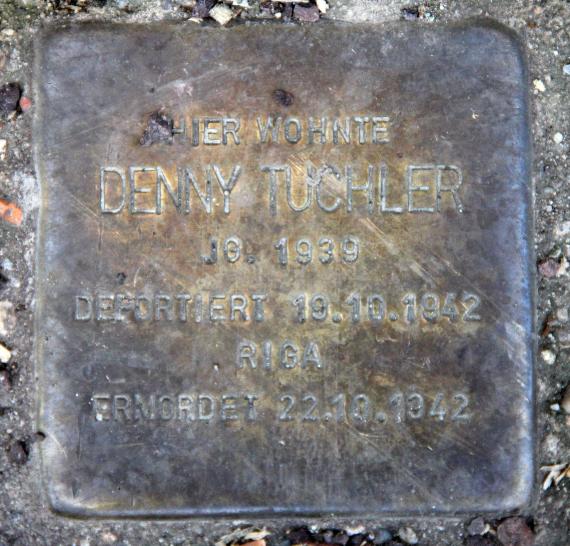 HIER WOHNTE
DENNY TUCHLER
JG. 1939
DEPORTIERT 19.10.1942
RIGA
ERMORDET 22.10.1942